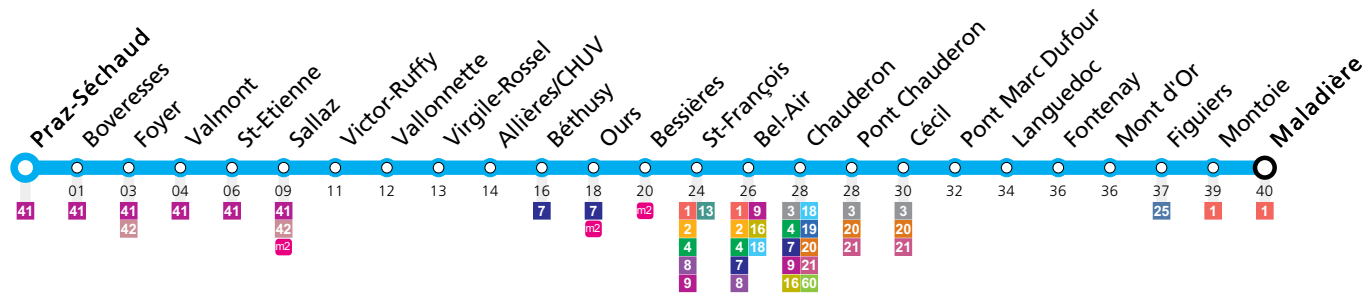 Praz-Séchaud
Boveresses
Foyer
Valmont
St-Etienne
Sallaz
Victor-Ruffy
Vallonnette
Virgile-Rossel
Allières/CHUV
Béthusy
Ours
Bessières
St-François
Bel-Air
Chauderon
Pont Chauderon
Cécil
Pont Marc Dufour
Languedoc
Fontenay
Mont d'Or
Figuiers
Montoie
Maladière
01 03 04 06 09 11 12 13 14 16 18 20 24 26 28 28 30 32 34 36 36 37 39 40
41 41 41 41 41 41 7 7 m2 1 13 1 9 3 18 3 3 25 1 1
42 42 m2 2 2 16 4 19 20 20
m2 4 4 18 7 20 21 21
8 7 9 21
9 8 16 60